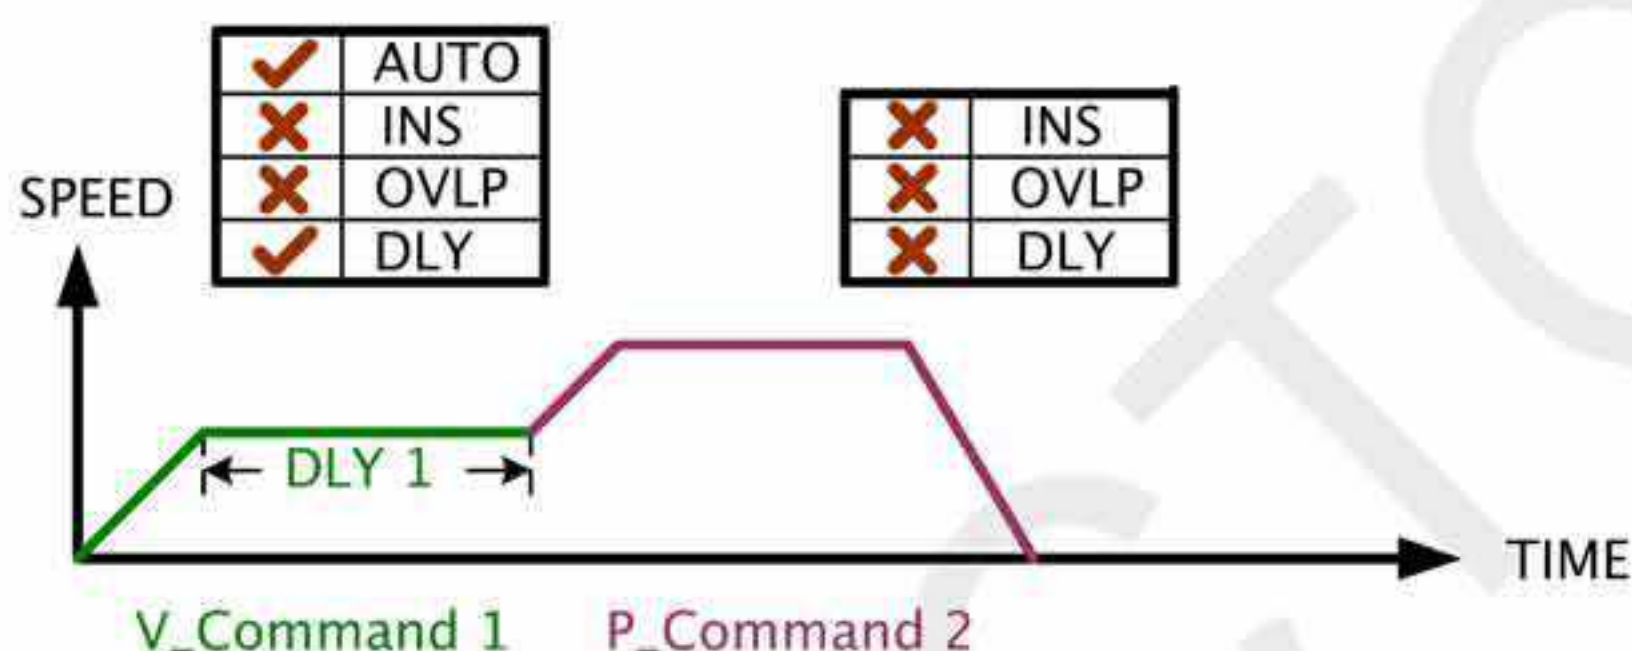 AUTO
INS
OVLP
DLY
INS
OVLP
DLY
SPEED
DLY 1
TIME
V_Command 1
P_Command 2